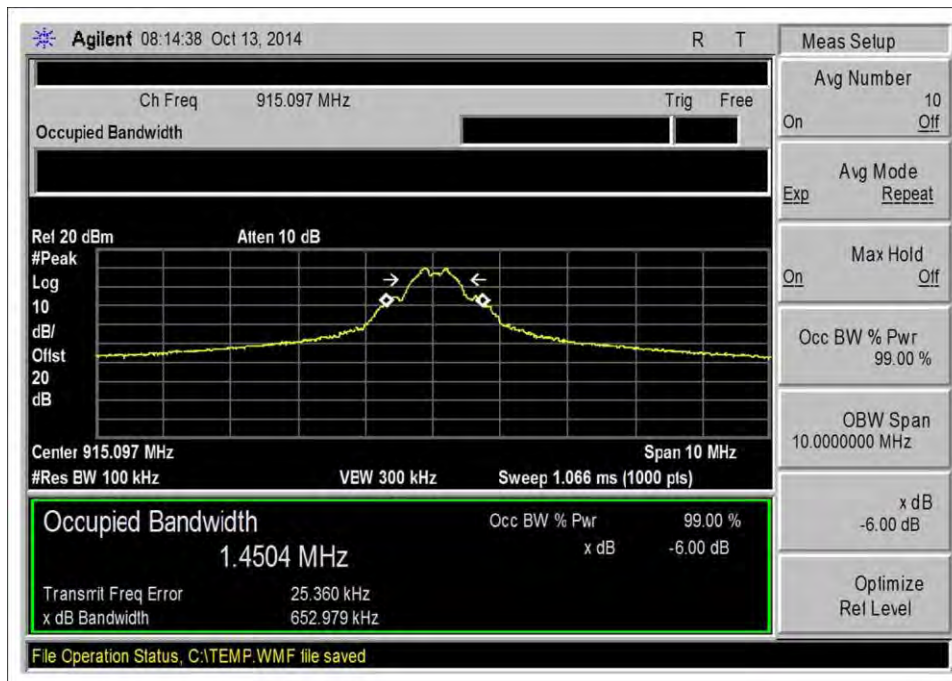 Agilent 08:14:38 Oct 13, 2014 R T
Ch Freq 915.097 MHz Trig Free
Occupied Bandwidth
Ref 20 dBm Atten 10 dB
#Peak
Log
10
dB/
Offst
20
dB
Center 915.097 MHz Span 10 MHz
#Res BW 100 kHz VBW 300 kHz Sweep 1.066 ms (1000 pts)
Occupied Bandwidth Occ BW % Pwr 99.00 %
1.4504 MHz x dB -6.00 dB
Transmit Freq Error 25.360 kHz
x dB Bandwidth 652.979 kHz
File Operation Status, C:\TEMP.WMF file saved
Meas Setup
Avg Number
10
On Off
Avg Mode
Exp Repeat
Max Hold
On Off
Occ BW % Pwr
99.00 %
OBW Span
10.0000000 MHz
x dB
-6.00 dB
Optimize
Ref Level